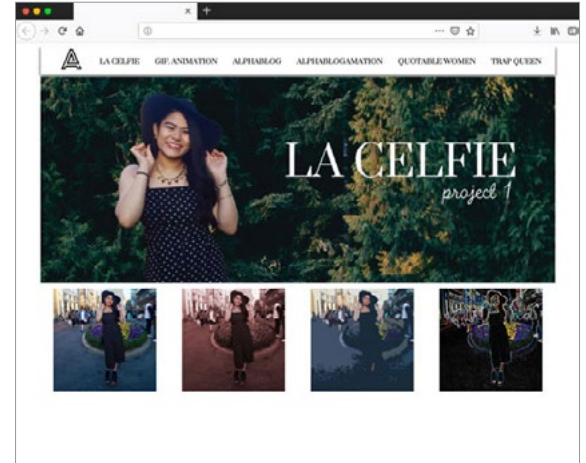 LA CELFIE GIF. ANIMATION ALPHABLOG ALPHABLOGAMATION QUOTABLE WOMEN TRAP QUEEN
LA CELFIE
project 1